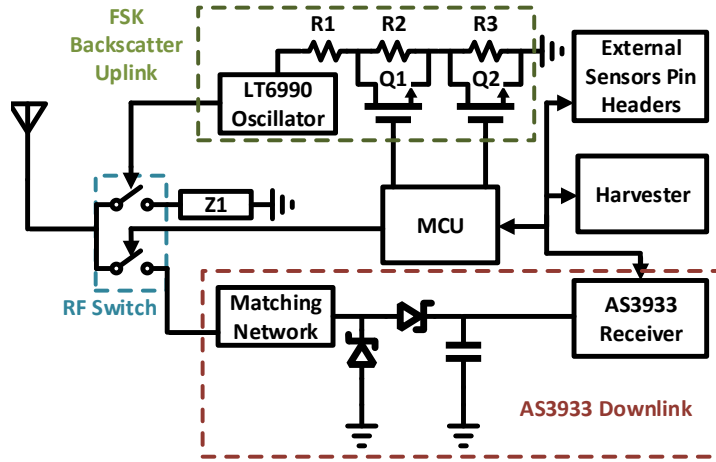 FSK
Backscatter
Uplink
R1
R2
R3
Q1
Q2
LT6990
Oscillator
External
Sensors Pin
Headers
Z1
MCU
Harvester
RF Switch
Matching
Network
AS3933
Receiver
AS3933 Downlink